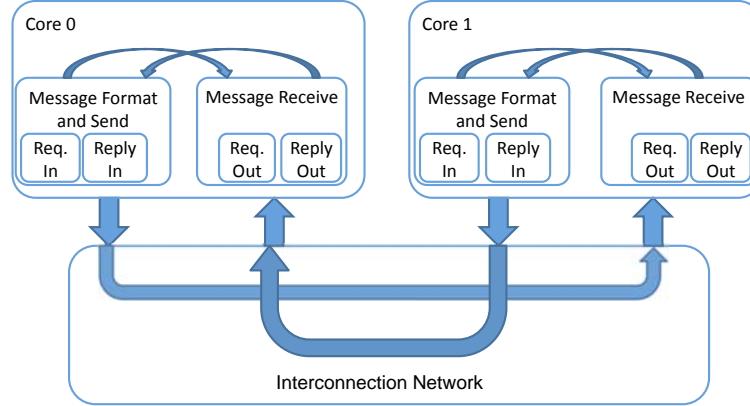 Core 0
Message Format
and Send
Req.
In
Reply
In
Message Receive
Req.
Out
Reply
Out
Core 1
Message Format
and Send
Req.
In
Reply
In
Message Receive
Req.
Out
Reply
Out
Interconnection Network